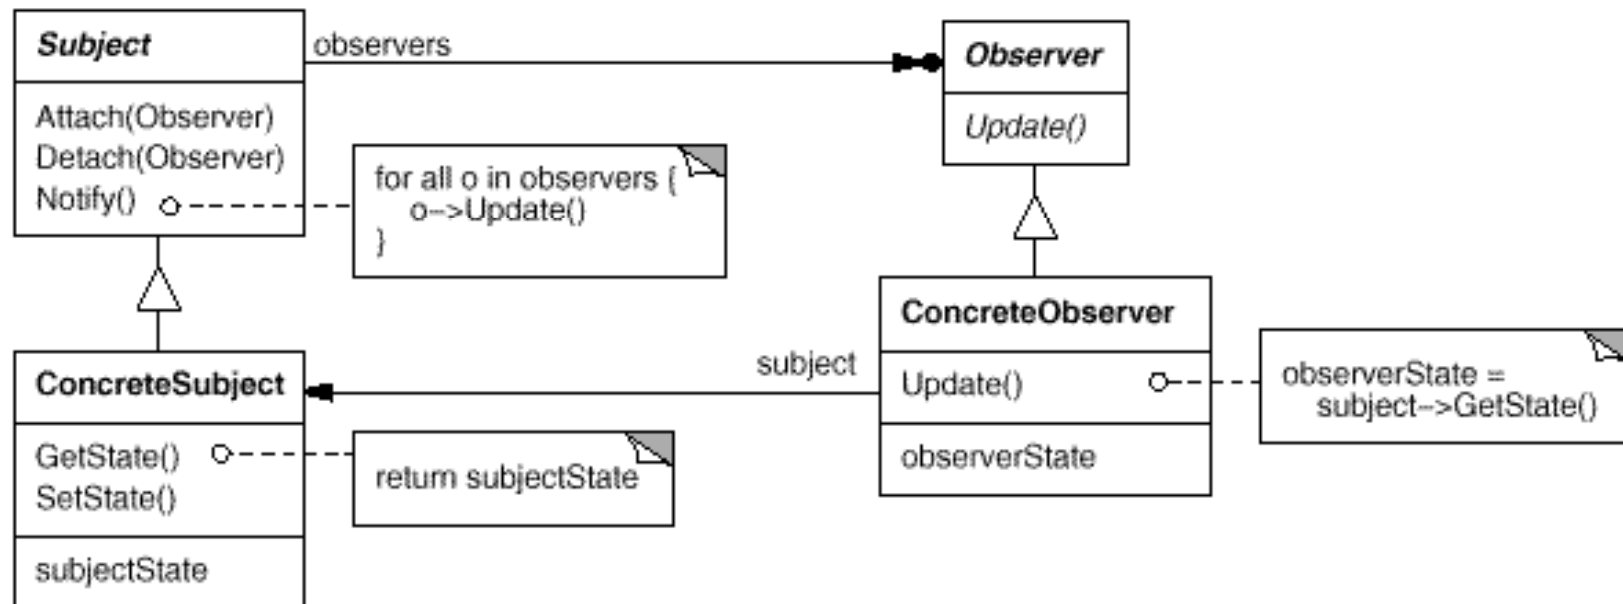 Subject
observers
Observer
Attach(Observer)
Detach(Observer)
Notify()
Update()
for all o in observers {
o->Update()
}
ConcreteSubject
GetState()
SetState()
subjectState
return subjectState
subject
ConcreteObserver
Update()
observerState
observerState =
subject->GetState()